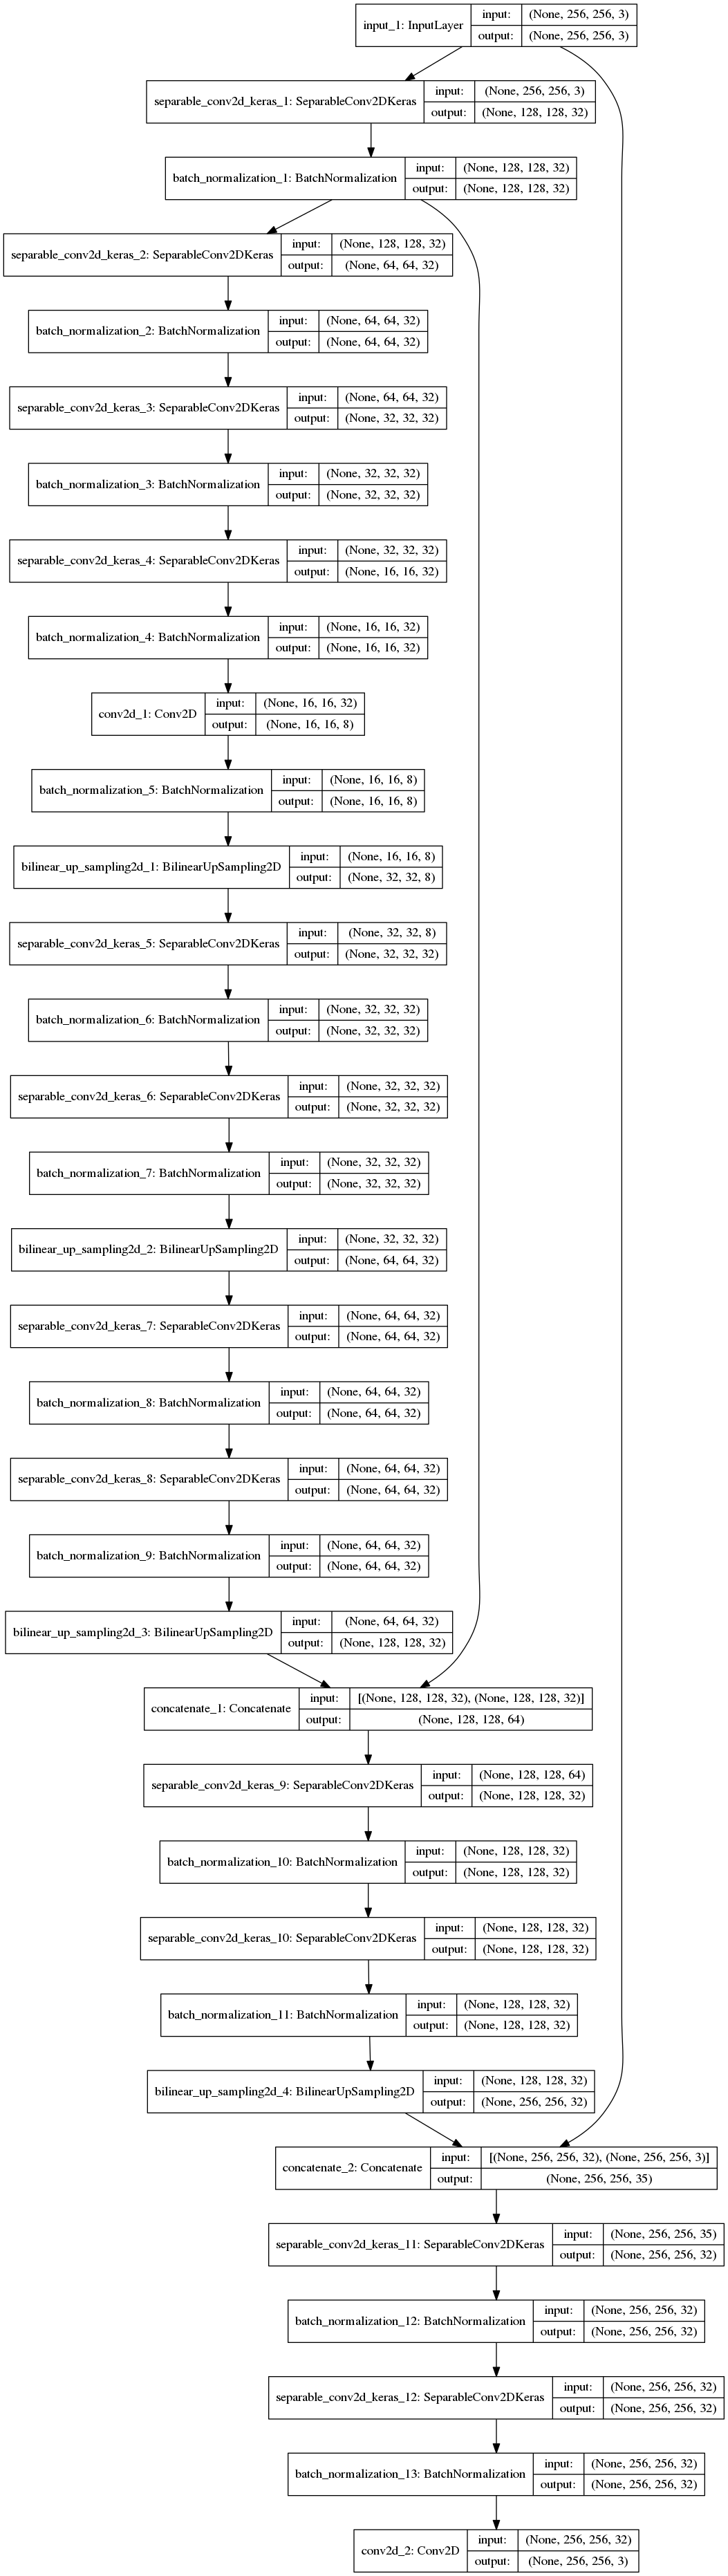 input_1: InputLayer
input: (None, 256, 256, 3)
output: (None, 256, 256, 3)
separable_conv2d_keras_1: SeparableConv2DKeras
input: (None, 256, 256, 3)
output: (None, 128, 128, 32)
batch_normalization_1: BatchNormalization
input: (None, 128, 128, 32)
output: (None, 128, 128, 32)
separable_conv2d_keras_2: SeparableConv2DKeras
input: (None, 128, 128, 32)
output: (None, 64, 64, 32)
batch_normalization_2: BatchNormalization
input: (None, 64, 64, 32)
output: (None, 64, 64, 32)
separable_conv2d_keras_3: SeparableConv2DKeras
input: (None, 64, 64, 32)
output: (None, 32, 32, 32)
batch_normalization_3: BatchNormalization
input: (None, 32, 32, 32)
output: (None, 32, 32, 32)
separable_conv2d_keras_4: SeparableConv2DKeras
input: (None, 32, 32, 32)
output: (None, 16, 16, 32)
batch_normalization_4: BatchNormalization
input: (None, 16, 16, 32)
output: (None, 16, 16, 32)
conv2d_1: Conv2D
input: (None, 16, 16, 32)
output: (None, 16, 16, 8)
batch_normalization_5: BatchNormalization
input: (None, 16, 16, 8)
output: (None, 16, 16, 8)
bilinear_up_sampling2d_1: BilinearUpSampling2D
input: (None, 16, 16, 8)
output: (None, 32, 32, 8)
separable_conv2d_keras_5: SeparableConv2DKeras
input: (None, 32, 32, 8)
output: (None, 32, 32, 32)
batch_normalization_6: BatchNormalization
input: (None, 32, 32, 32)
output: (None, 32, 32, 32)
separable_conv2d_keras_6: SeparableConv2DKeras
input: (None, 32, 32, 32)
output: (None, 32, 32, 32)
batch_normalization_7: BatchNormalization
input: (None, 32, 32, 32)
output: (None, 32, 32, 32)
bilinear_up_sampling2d_2: BilinearUpSampling2D
input: (None, 32, 32, 32)
output: (None, 64, 64, 32)
separable_conv2d_keras_7: SeparableConv2DKeras
input: (None, 64, 64, 32)
output: (None, 64, 64, 32)
batch_normalization_8: BatchNormalization
input: (None, 64, 64, 32)
output: (None, 64, 64, 32)
separable_conv2d_keras_8: SeparableConv2DKeras
input: (None, 64, 64, 32)
output: (None, 64, 64, 32)
batch_normalization_9: BatchNormalization
input: (None, 64, 64, 32)
output: (None, 64, 64, 32)
bilinear_up_sampling2d_3: BilinearUpSampling2D
input: (None, 64, 64, 32)
output: (None, 128, 128, 32)
concatenate_1: Concatenate
input: [(None, 128, 128, 32), (None, 128, 128, 32)]
output: (None, 128, 128, 64)
separable_conv2d_keras_9: SeparableConv2DKeras
input: (None, 128, 128, 64)
output: (None, 128, 128, 32)
batch_normalization_10: BatchNormalization
input: (None, 128, 128, 32)
output: (None, 128, 128, 32)
separable_conv2d_keras_10: SeparableConv2DKeras
input: (None, 128, 128, 32)
output: (None, 128, 128, 32)
batch_normalization_11: BatchNormalization
input: (None, 128, 128, 32)
output: (None, 128, 128, 32)
bilinear_up_sampling2d_4: BilinearUpSampling2D
input: (None, 128, 128, 32)
output: (None, 256, 256, 32)
concatenate_2: Concatenate
input: [(None, 256, 256, 32), (None, 256, 256, 3)]
output: (None, 256, 256, 35)
separable_conv2d_keras_11: SeparableConv2DKeras
input: (None, 256, 256, 35)
output: (None, 256, 256, 32)
batch_normalization_12: BatchNormalization
input: (None, 256, 256, 32)
output: (None, 256, 256, 32)
separable_conv2d_keras_12: SeparableConv2DKeras
input: (None, 256, 256, 32)
output: (None, 256, 256, 32)
batch_normalization_13: BatchNormalization
input: (None, 256, 256, 32)
output: (None, 256, 256, 32)
conv2d_2: Conv2D
input: (None, 256, 256, 32)
output: (None, 256, 256, 3)